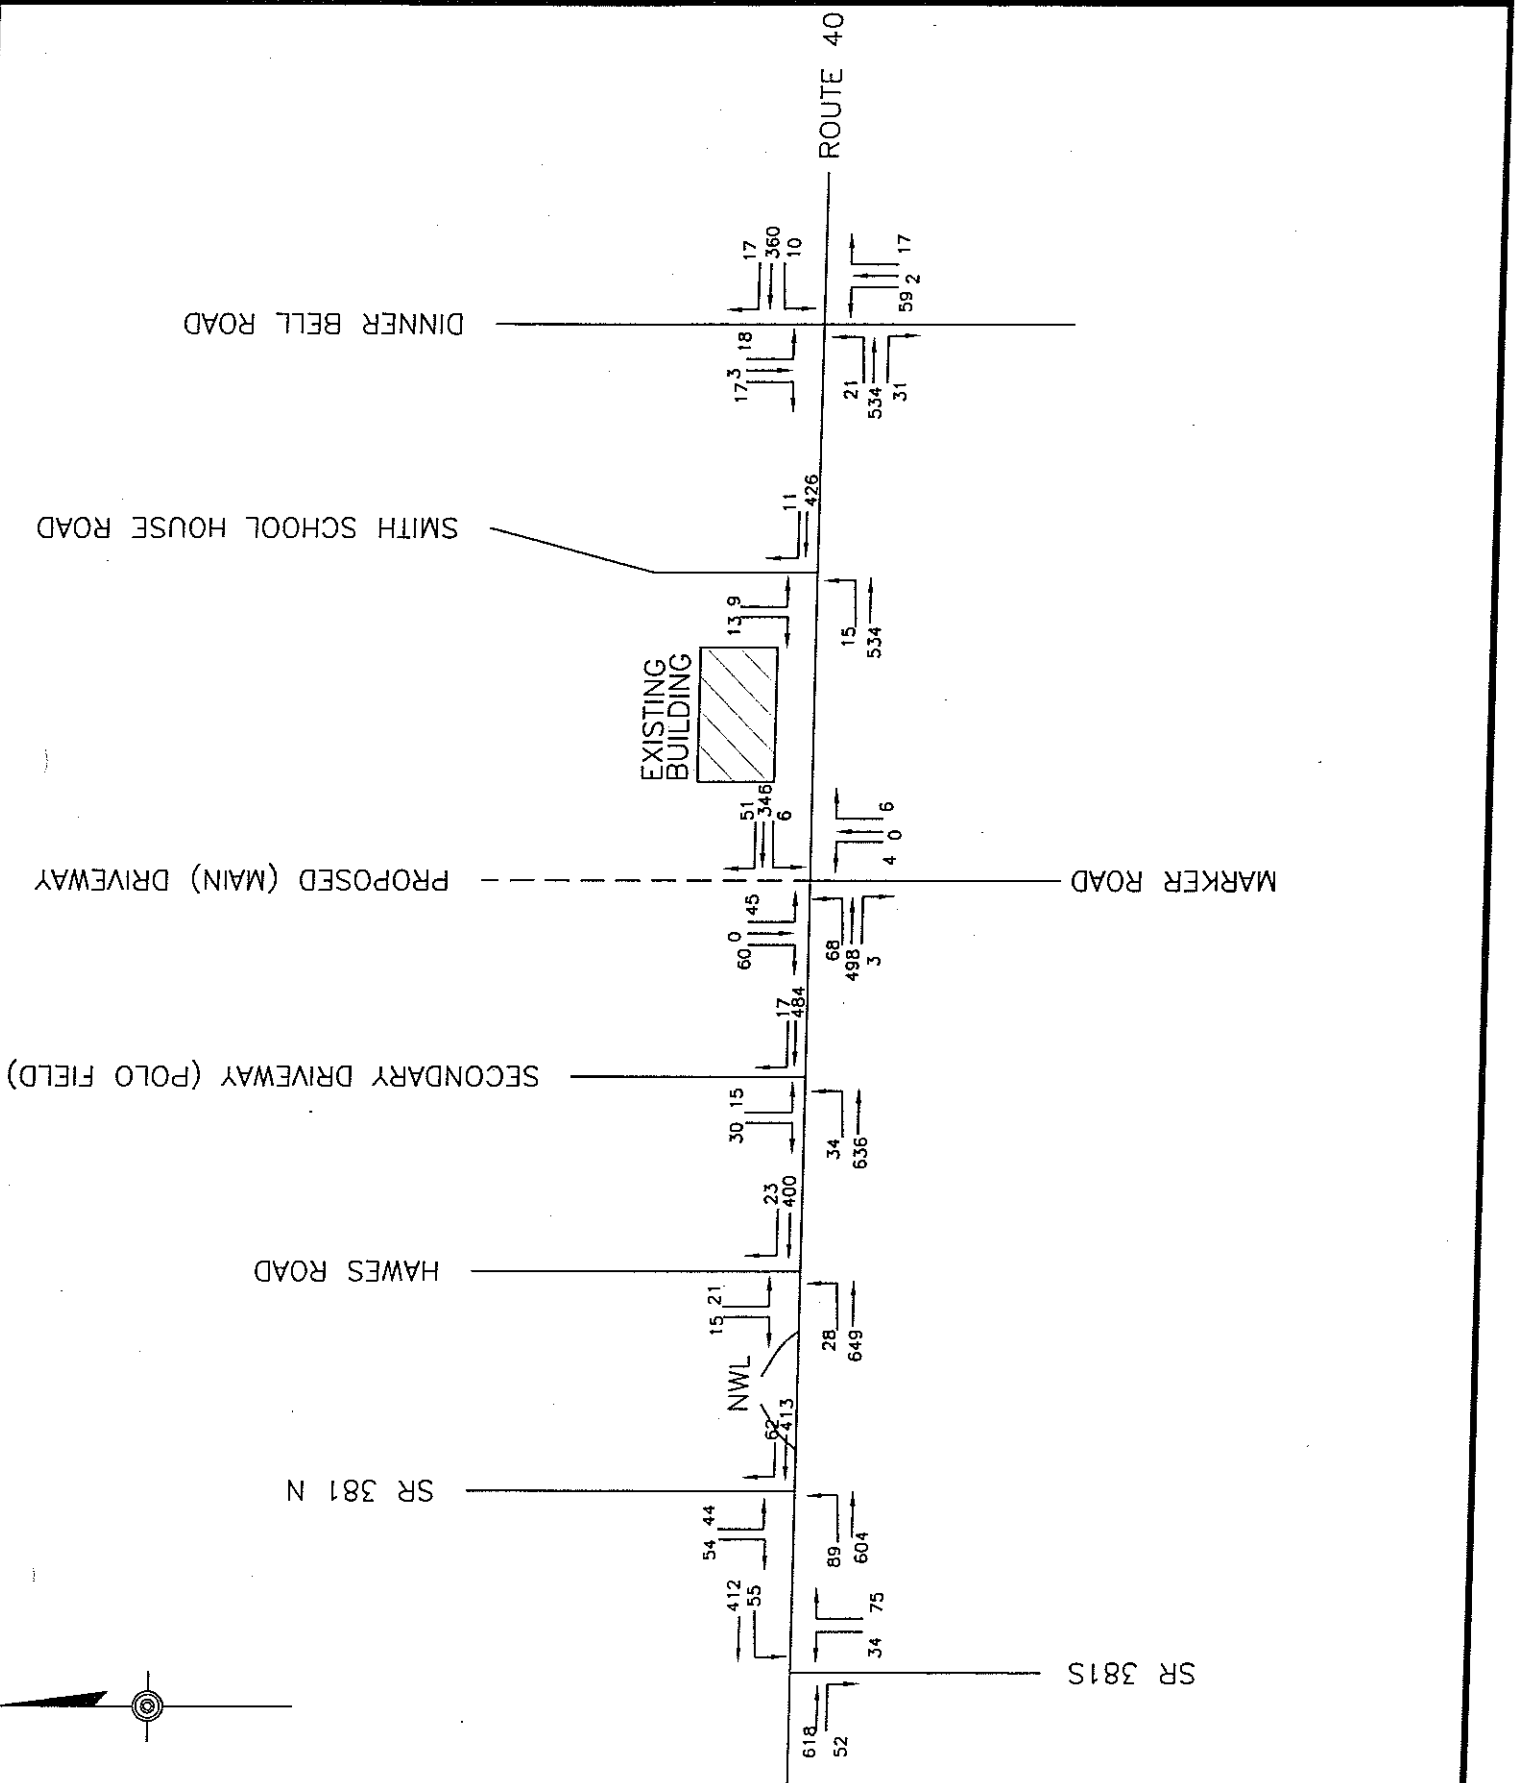 ROUTE 40
17
360
10
DINNER BELL ROAD
17 3 18
59 2 17
21
534
31
SMITH SCHOOL HOUSE ROAD
11
426
13 9
15
534
EXISTING
BUILDING
51
346
6
PROPOSED (MAIN) DRIVEWAY
MARKER ROAD
60 0 45
4 0 6
68
498
3
17
484
SECONDARY DRIVEWAY (POLO FIELD)
30 15
34
636
23
400
HAWES ROAD
15 21
28
649
NWL
62
413
SR 381 N
54 44
89
604
412
55
34 75
SR 381S
618
52